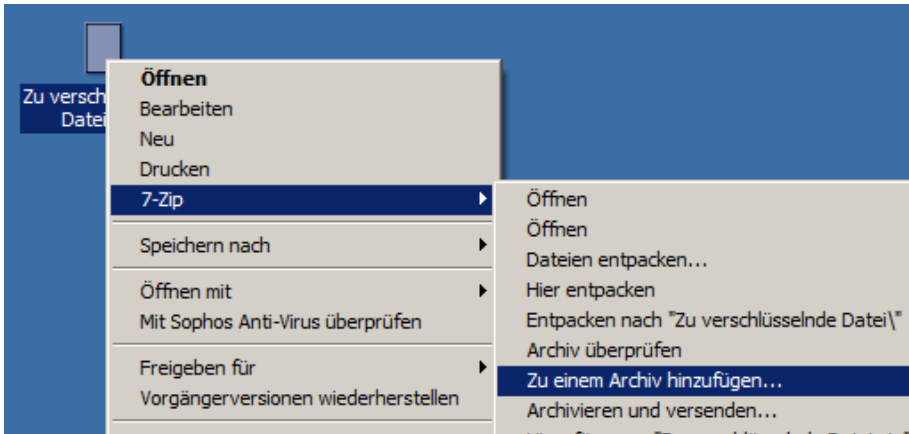 Zu versch
Datei
Öffnen
Bearbeiten
Neu
Drucken
7-Zip
Speichern nach
Öffnen mit
Mit Sophos Anti-Virus überprüfen
Freigeben für
Vorgängerversionen wiederherstellen
Öffnen
Öffnen
Dateien entpacken...
Hier entpacken
Entpacken nach "Zu verschlüsselnde Datei\"
Archiv überprüfen
Zu einem Archiv hinzufügen...
Archivieren und versenden...